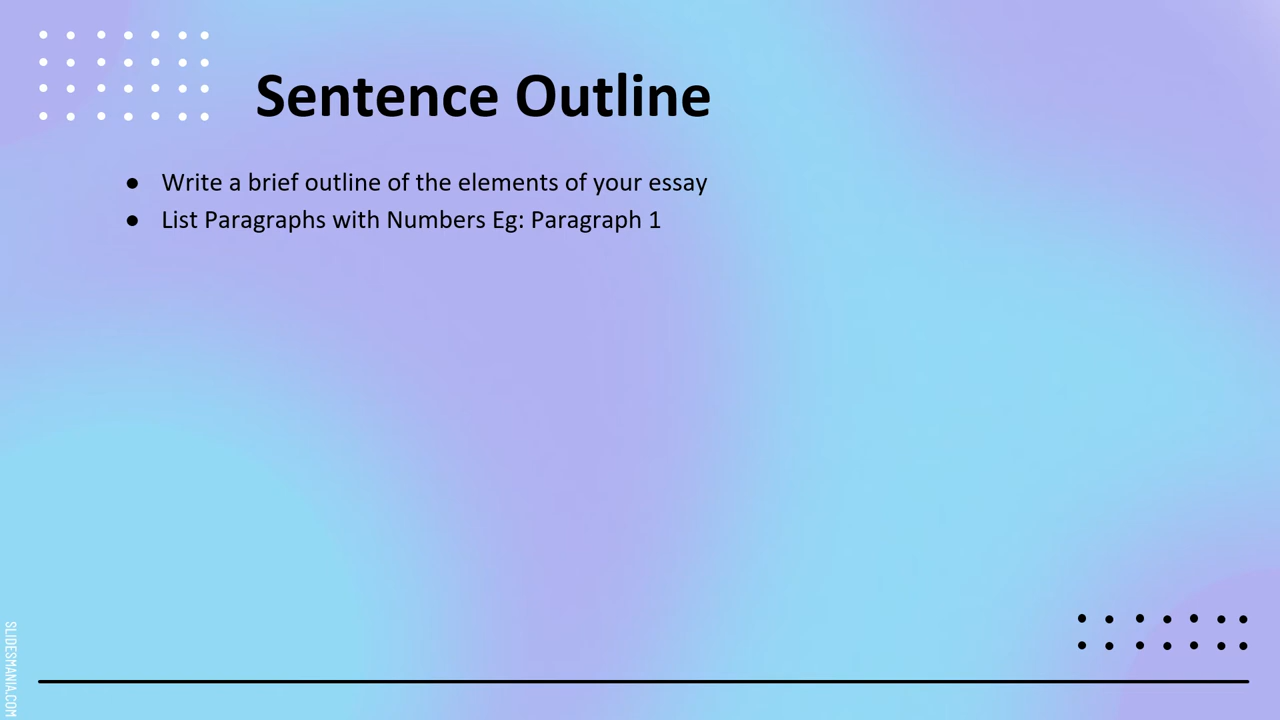 Sentence Outline
● Write a brief outline of the elements of your essay
● List Paragraphs with Numbers Eg: Paragraph 1
SLIDESMANIA.COM